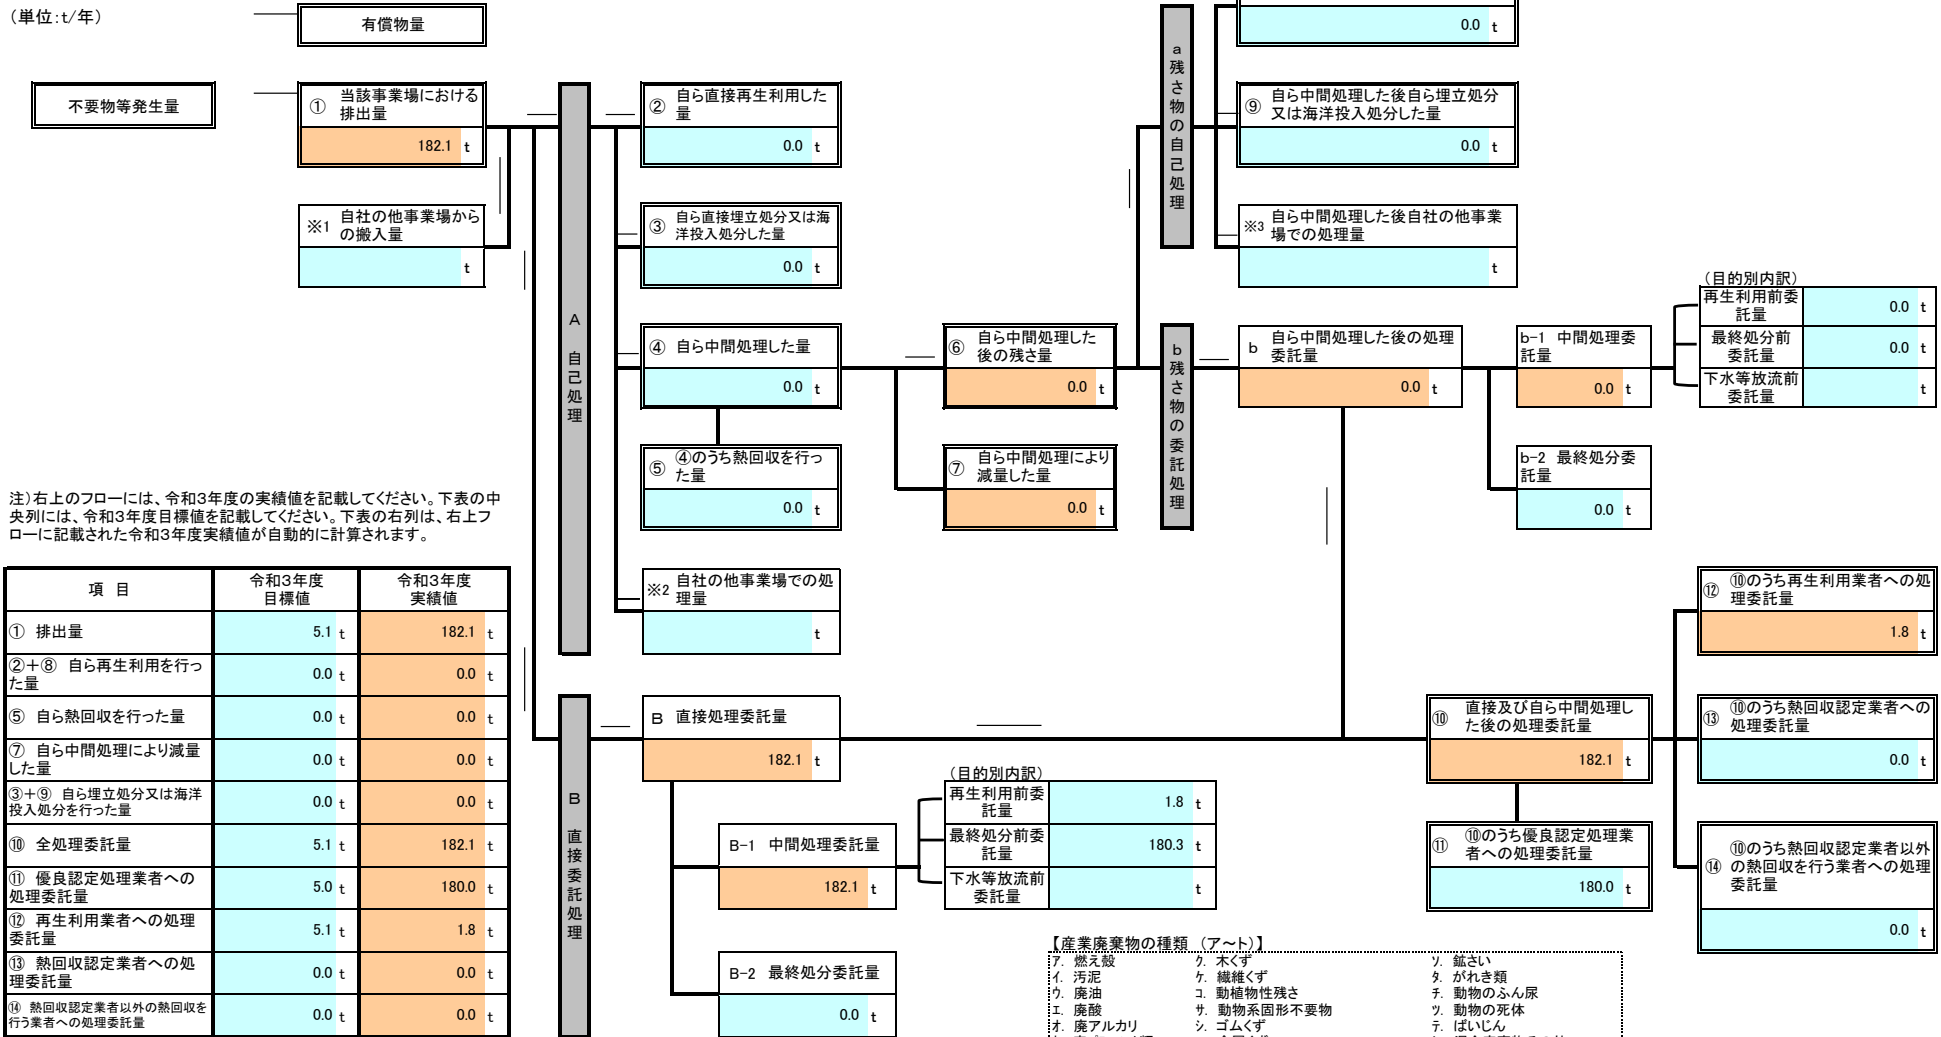 （単位：t/年）
有償物量
0.0 t
不要物等発生量
① 当該事業場における
排出量
182.1 t
※1 自社の他事業場から
の搬入量
t
A 自己処理
② 自ら直接再生利用した
量
0.0 t
③ 自ら直接埋立処分又は海
洋投入処分した量
0.0 t
④ 自ら中間処理した量
0.0 t
⑤ ④のうち熱回収を行っ
た量
0.0 t
※2 自社の他事業場での処
理量
t
⑥ 自ら中間処理した
後の残さ量
0.0 t
⑦ 自ら中間処理により
減量した量
0.0 t
a 残さ物の自己処理
⑨ 自ら中間処理した後自ら埋立処分
又は海洋投入処分した量
0.0 t
※3 自ら中間処理した後自社の他事業
場での処理量
t
b 残さ物の委託処理
b 自ら中間処理した後の処理
委託量
0.0 t
b-1 中間処理委
託量
0.0 t
（目的別内訳）
再生利用前委
託量
0.0 t
最終処分前
委託量
0.0 t
下水等放流前
委託量
t
b-2 最終処分委
託量
0.0 t
注）右上のフローには、令和3年度の実績値を記載してください。下表の中
央列には、令和3年度目標値を記載してください。下表の右列は、右上フ
ローに記載された令和3年度実績値が自動的に計算されます。
項 目
令和3年度
目標値
令和3年度
実績値
① 排出量
5.1 t
182.1 t
②＋⑧ 自ら再生利用を行っ
た量
0.0 t
0.0 t
⑤ 自ら熱回収を行った量
0.0 t
0.0 t
⑦ 自ら中間処理により減量
した量
0.0 t
0.0 t
③＋⑨ 自ら埋立処分又は海洋
投入処分を行った量
0.0 t
0.0 t
⑩ 全処理委託量
5.1 t
182.1 t
⑪ 優良認定処理業者への
処理委託量
5.0 t
180.0 t
⑫ 再生利用業者への処理
委託量
5.1 t
1.8 t
⑬ 熱回収認定業者への処
理委託量
0.0 t
0.0 t
⑭ 熱回収認定業者以外の熱回収を
行う業者への処理委託量
0.0 t
0.0 t
B 直接委託処理
B 直接処理委託量
182.1 t
B-1 中間処理委託量
182.1 t
（目的別内訳）
再生利用前委
託量
1.8 t
最終処分前委
託量
180.3 t
下水等放流前
委託量
t
B-2 最終処分委託量
0.0 t
⑩ 直接及び自ら中間処理し
た後の処理委託量
182.1 t
⑪ ⑩のうち優良認定処理業
者への処理委託量
180.0 t
⑫ ⑩のうち再生利用業者への処
理委託量
1.8 t
⑬ ⑩のうち熱回収認定業者への
処理委託量
0.0 t
⑭ ⑩のうち熱回収認定業者以外
の熱回収を行う業者への処理
委託量
0.0 t
【産業廃棄物の種類 （ア～ト）】
ア. 燃え殻 ク. 木くず ソ. 鉱さい
イ. 汚泥 ケ. 繊維くず タ. がれき類
ウ. 廃油 コ. 動植物性残さ チ. 動物のふん尿
エ. 廃酸 サ. 動物系固形不要物 ツ. 動物の死体
オ. 廃アルカリ シ. ゴムくず テ. ばいじん